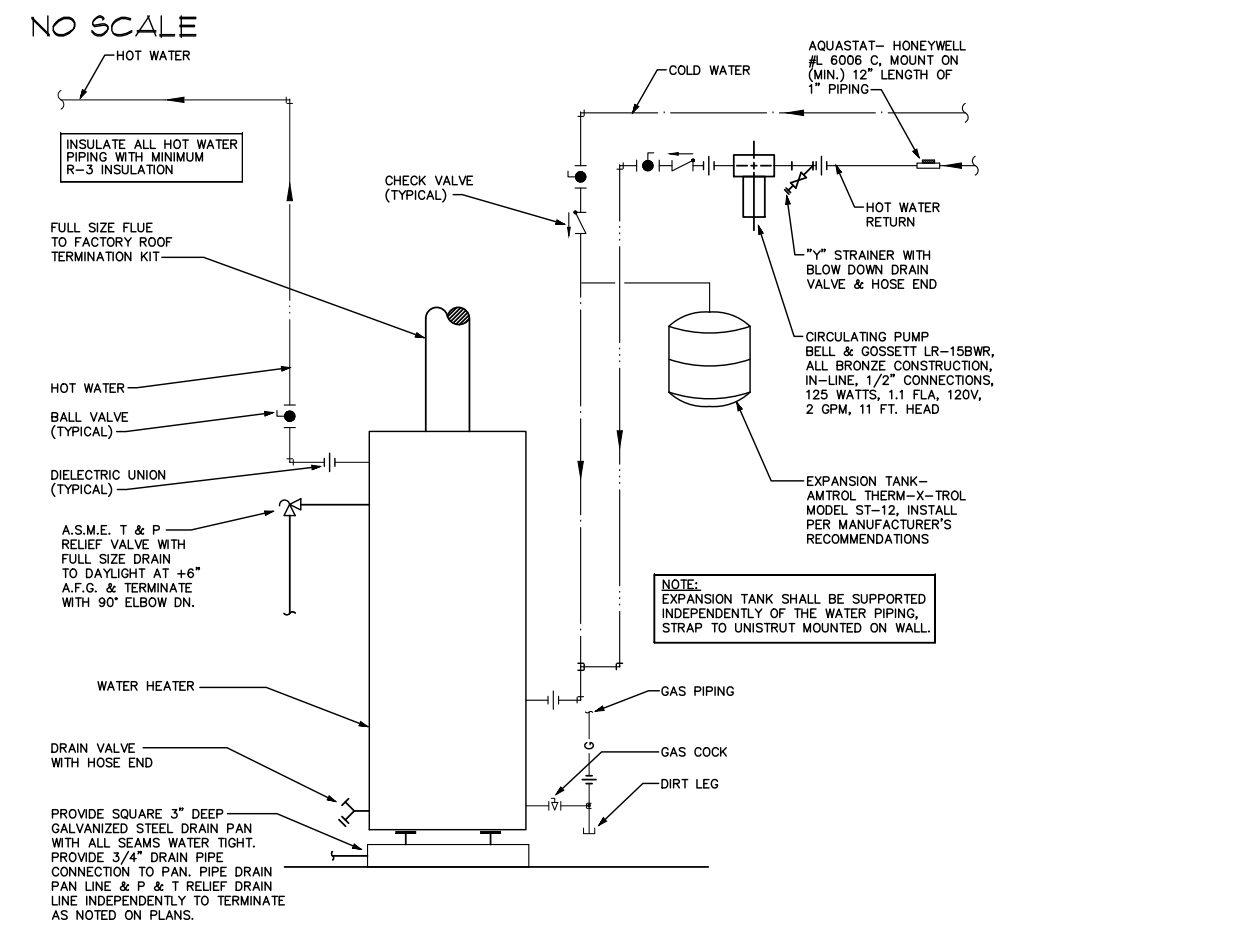 NO SCALE
HOT WATER
INSULATE ALL HOT WATER
PIPING WITH MINIMUM
R-3 INSULATION
FULL SIZE FLUE
TO FACTORY ROOF
TERMINATION KIT
HOT WATER
BALL VALVE
(TYPICAL)
DIELECTRIC UNION
(TYPICAL)
A.S.M.E. T & P
RELIEF VALVE WITH
FULL SIZE DRAIN
TO DAYLIGHT AT +6"
A.F.G. & TERMINATE
WITH 90° ELBOW DN.
WATER HEATER
DRAIN VALVE
WITH HOSE END
PROVIDE SQUARE 3" DEEP
GALVANIZED STEEL DRAIN PAN
WITH ALL SEAMS WATER TIGHT.
PROVIDE 3/4" DRAIN PIPE
CONNECTION TO PAN. PIPE DRAIN
PAN LINE & P & T RELIEF DRAIN
LINE INDEPENDENTLY TO TERMINATE
AS NOTED ON PLANS.
CHECK VALVE
(TYPICAL)
COLD WATER
AQUASTAT- HONEYWELL
#L 6006 C, MOUNT ON
(MIN.) 12" LENGTH OF
1" PIPING
HOT WATER
RETURN
"Y" STRAINER WITH
BLOW DOWN DRAIN
VALVE & HOSE END
CIRCULATING PUMP
BELL & GOSSETT LR-15BWR,
ALL BRONZE CONSTRUCTION,
IN-LINE, 1/2" CONNECTIONS,
125 WATTS, 1.1 FLA, 120V,
2 GPM, 11 FT. HEAD
EXPANSION TANK-
AMTROL THERM-X-TROL
MODEL ST-12, INSTALL
PER MANUFACTURER'S
RECOMMENDATIONS
NOTE:
EXPANSION TANK SHALL BE SUPPORTED
INDEPENDENTLY OF THE WATER PIPING,
STRAP TO UNISTRUT MOUNTED ON WALL.
GAS PIPING
G
GAS COCK
DIRT LEG